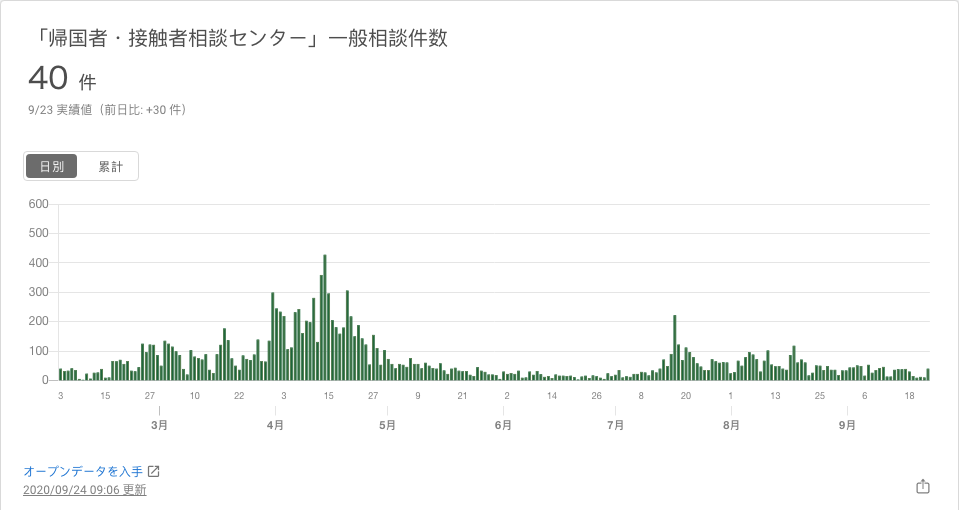 「帰国者・接触者相談センター」一般相談件数
40 件
9/23 実績値（前日比: +30 件）
日別 累計
600
500
400
300
200
100
0
3 15 27 10 22 3 15 27 9 21 2 14 26 8 20 1 13 25 6 18
3月 4月 5月 6月 7月 8月 9月
オープンデータを入手
2020/09/24 09:06 更新